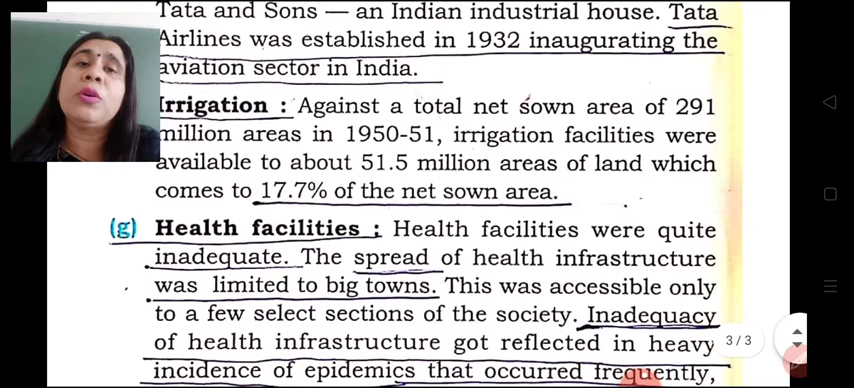 Tata and Sons — an Indian industrial house. Tata
Airlines was established in 1932 inaugurating the
aviation sector in India.
Irrigation : Against a total net sown area of 291
million areas in 1950-51, irrigation facilities were
available to about 51.5 million areas of land which
comes to 17.7% of the net sown area.
(g) Health facilities : Health facilities were quite
inadequate. The spread of health infrastructure
was limited to big towns. This was accessible only
to a few select sections of the society. Inadequacy
of health infrastructure got reflected in heavy
incidence of epidemics that occurred frequently,
3 / 3